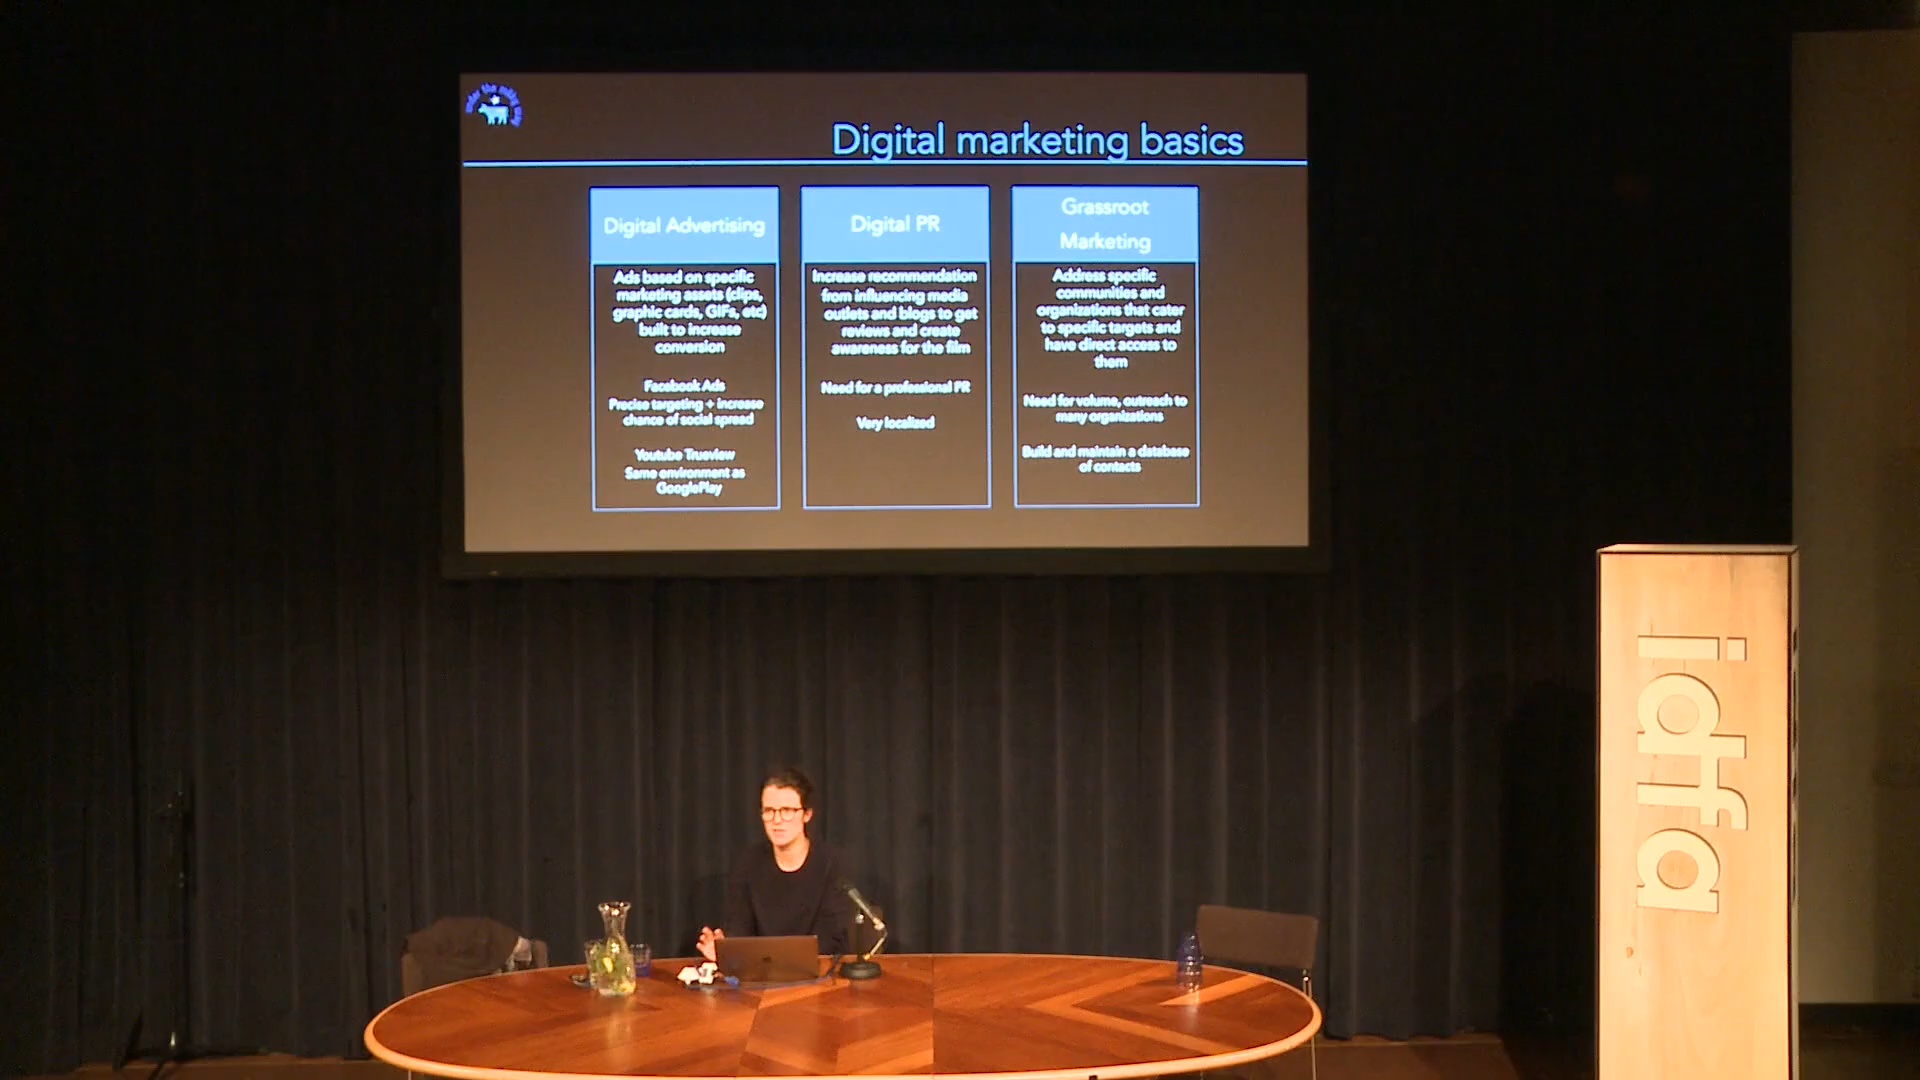 under the milky way
Digital marketing basics
Digital Advertising
Ads based on specific
marketing assets (clips,
graphic cards, GIFs, etc)
built to increase
conversion
Facebook Ads
Precise targeting + increase
chance of social spread
Youtube Trueview
Same environment as
GooglePlay
Digital PR
Increase recommendation
from influencing media
outlets and blogs to get
reviews and create
awareness for the film
Need for a professional PR
Very localized
Grassroot
Marketing
Address specific
communities and
organizations that cater
to specific targets and
have direct access to
them
Need for volume, outreach to
many organizations
Build and maintain a database
of contacts
idfa